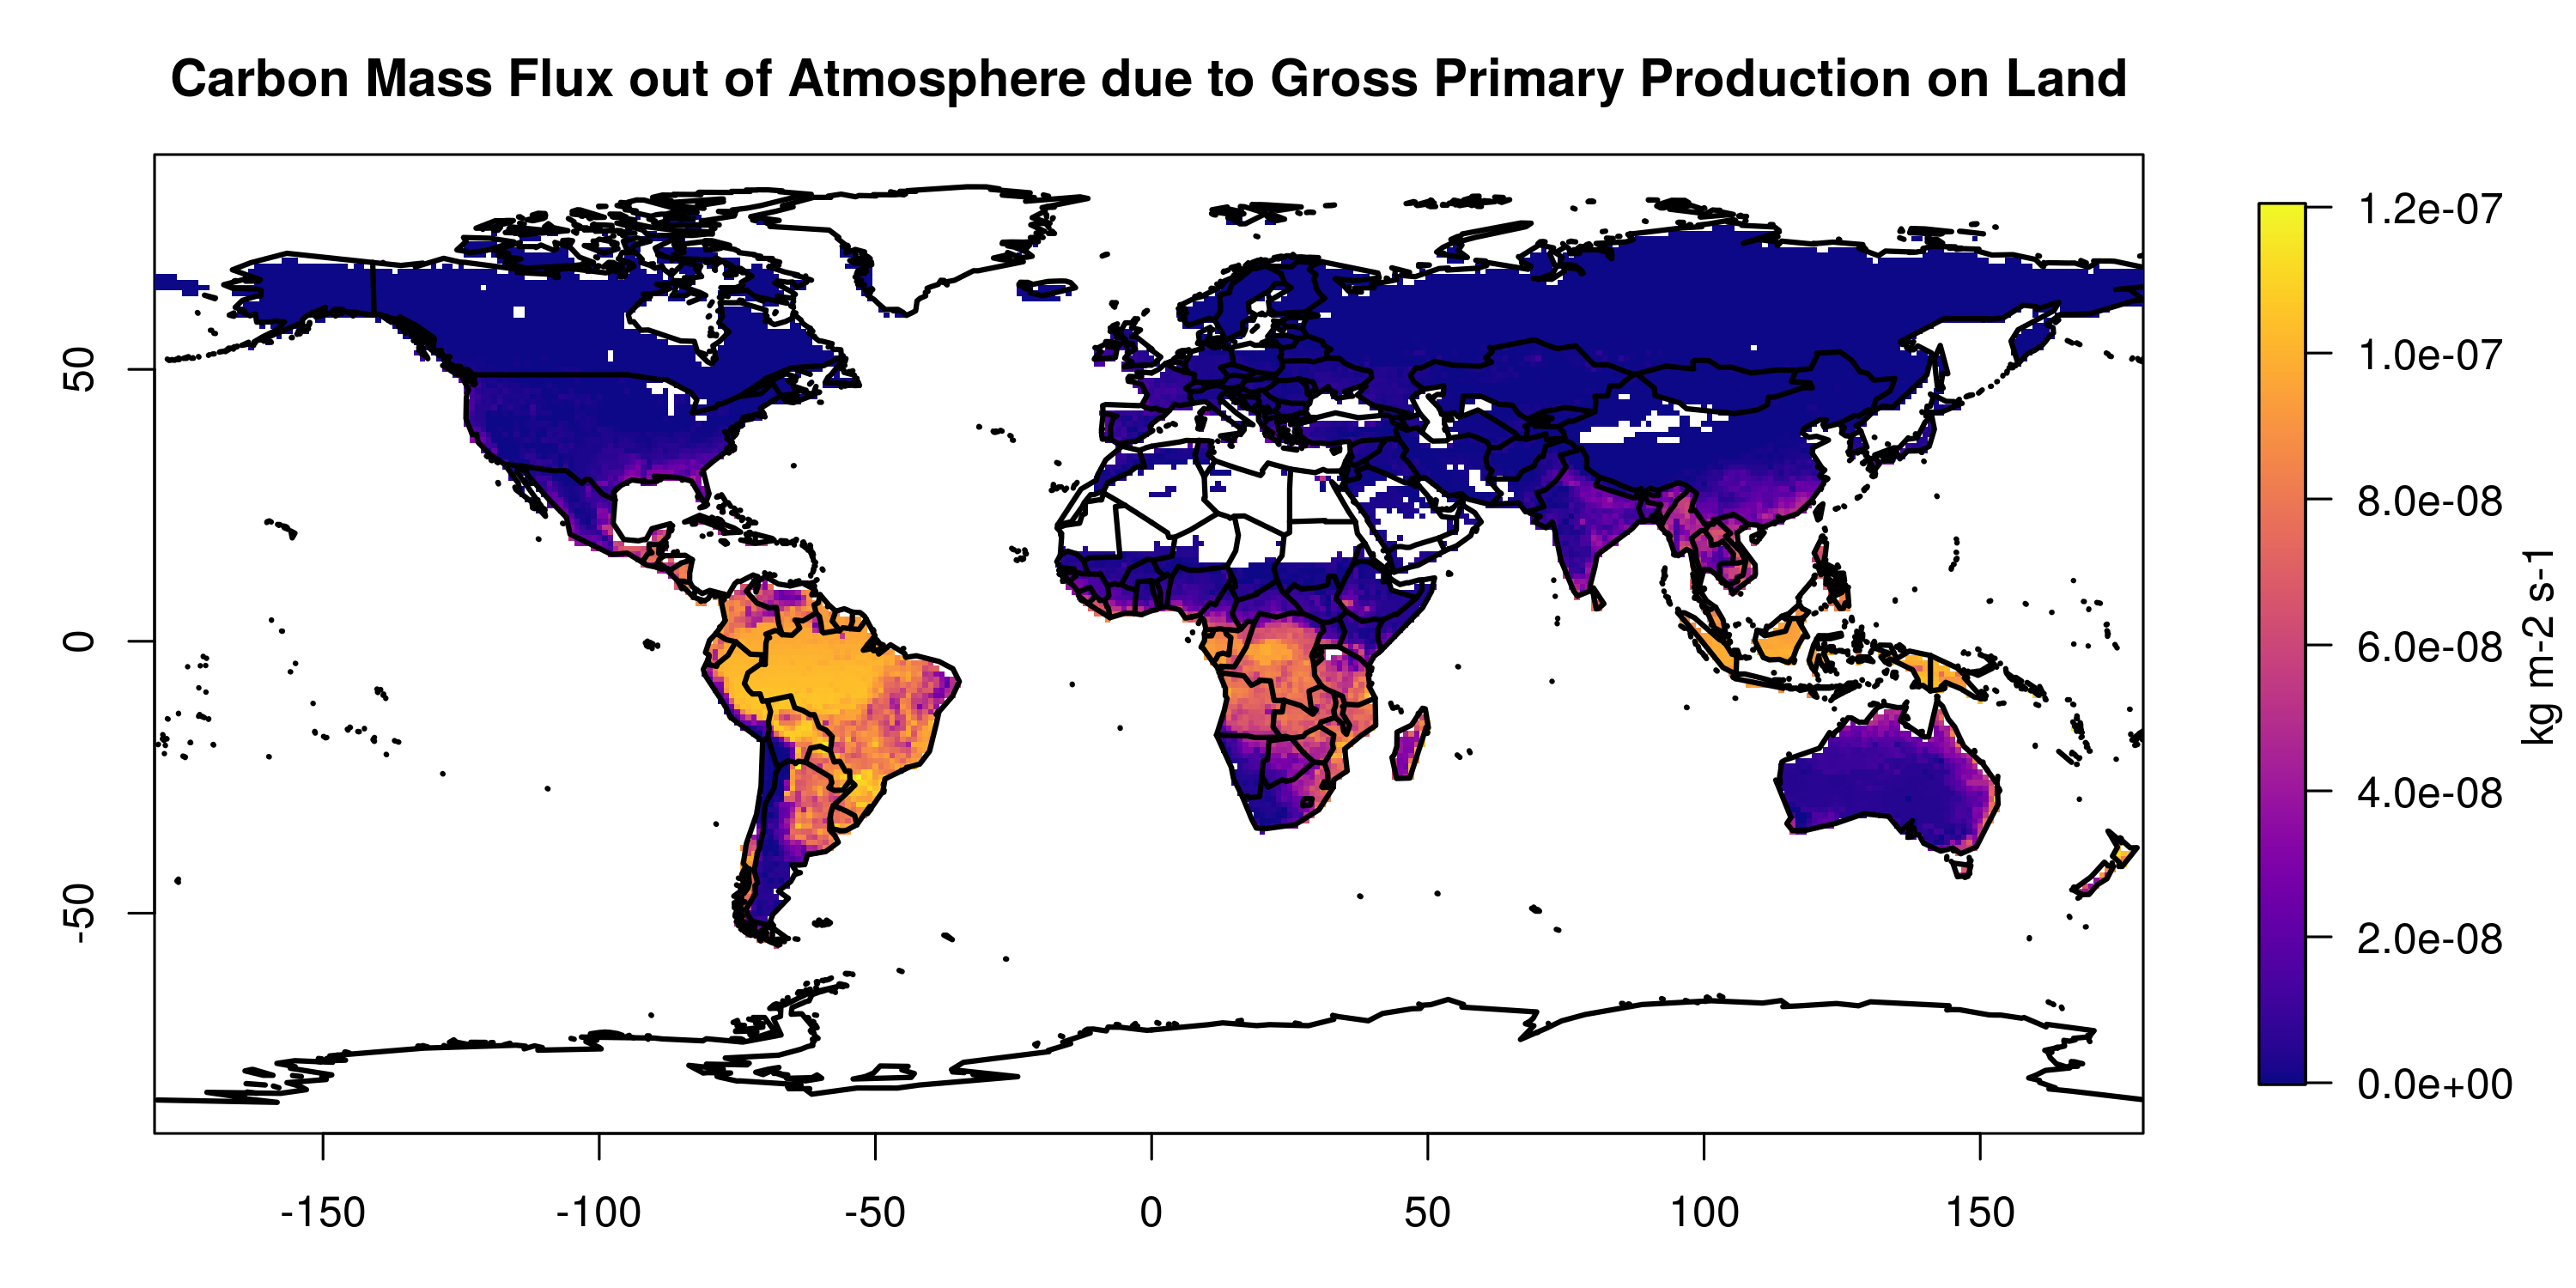 Carbon Mass Flux out of Atmosphere due to Gross Primary Production on Land
50
0
-50
-150
-100
-50
0
50
100
150
1.2e-07
1.0e-07
8.0e-08
6.0e-08
4.0e-08
2.0e-08
0.0e+00
kg m-2 s-1